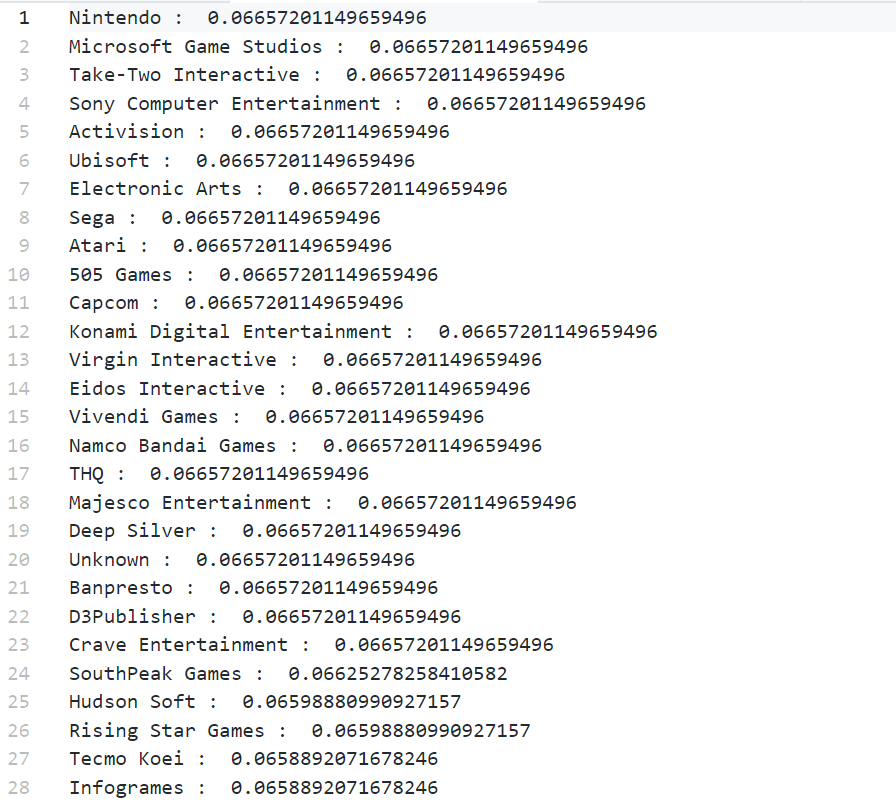 1 Nintendo :  0.06657201149659496
2 Microsoft Game Studios :  0.06657201149659496
3 Take-Two Interactive :  0.06657201149659496
4 Sony Computer Entertainment :  0.06657201149659496
5 Activision :  0.06657201149659496
6 Ubisoft :  0.06657201149659496
7 Electronic Arts :  0.06657201149659496
8 Sega :  0.06657201149659496
9 Atari :  0.06657201149659496
10 505 Games :  0.06657201149659496
11 Capcom :  0.06657201149659496
12 Konami Digital Entertainment :  0.06657201149659496
13 Virgin Interactive :  0.06657201149659496
14 Eidos Interactive :  0.06657201149659496
15 Vivendi Games :  0.06657201149659496
16 Namco Bandai Games :  0.06657201149659496
17 THQ :  0.06657201149659496
18 Majesco Entertainment :  0.06657201149659496
19 Deep Silver :  0.06657201149659496
20 Unknown :  0.06657201149659496
21 Banpresto :  0.06657201149659496
22 D3Publisher :  0.06657201149659496
23 Crave Entertainment :  0.06657201149659496
24 SouthPeak Games :  0.06625278258410582
25 Hudson Soft :  0.06598880990927157
26 Rising Star Games :  0.06598880990927157
27 Tecmo Koei :  0.0658892071678246
28 Infogrames :  0.0658892071678246